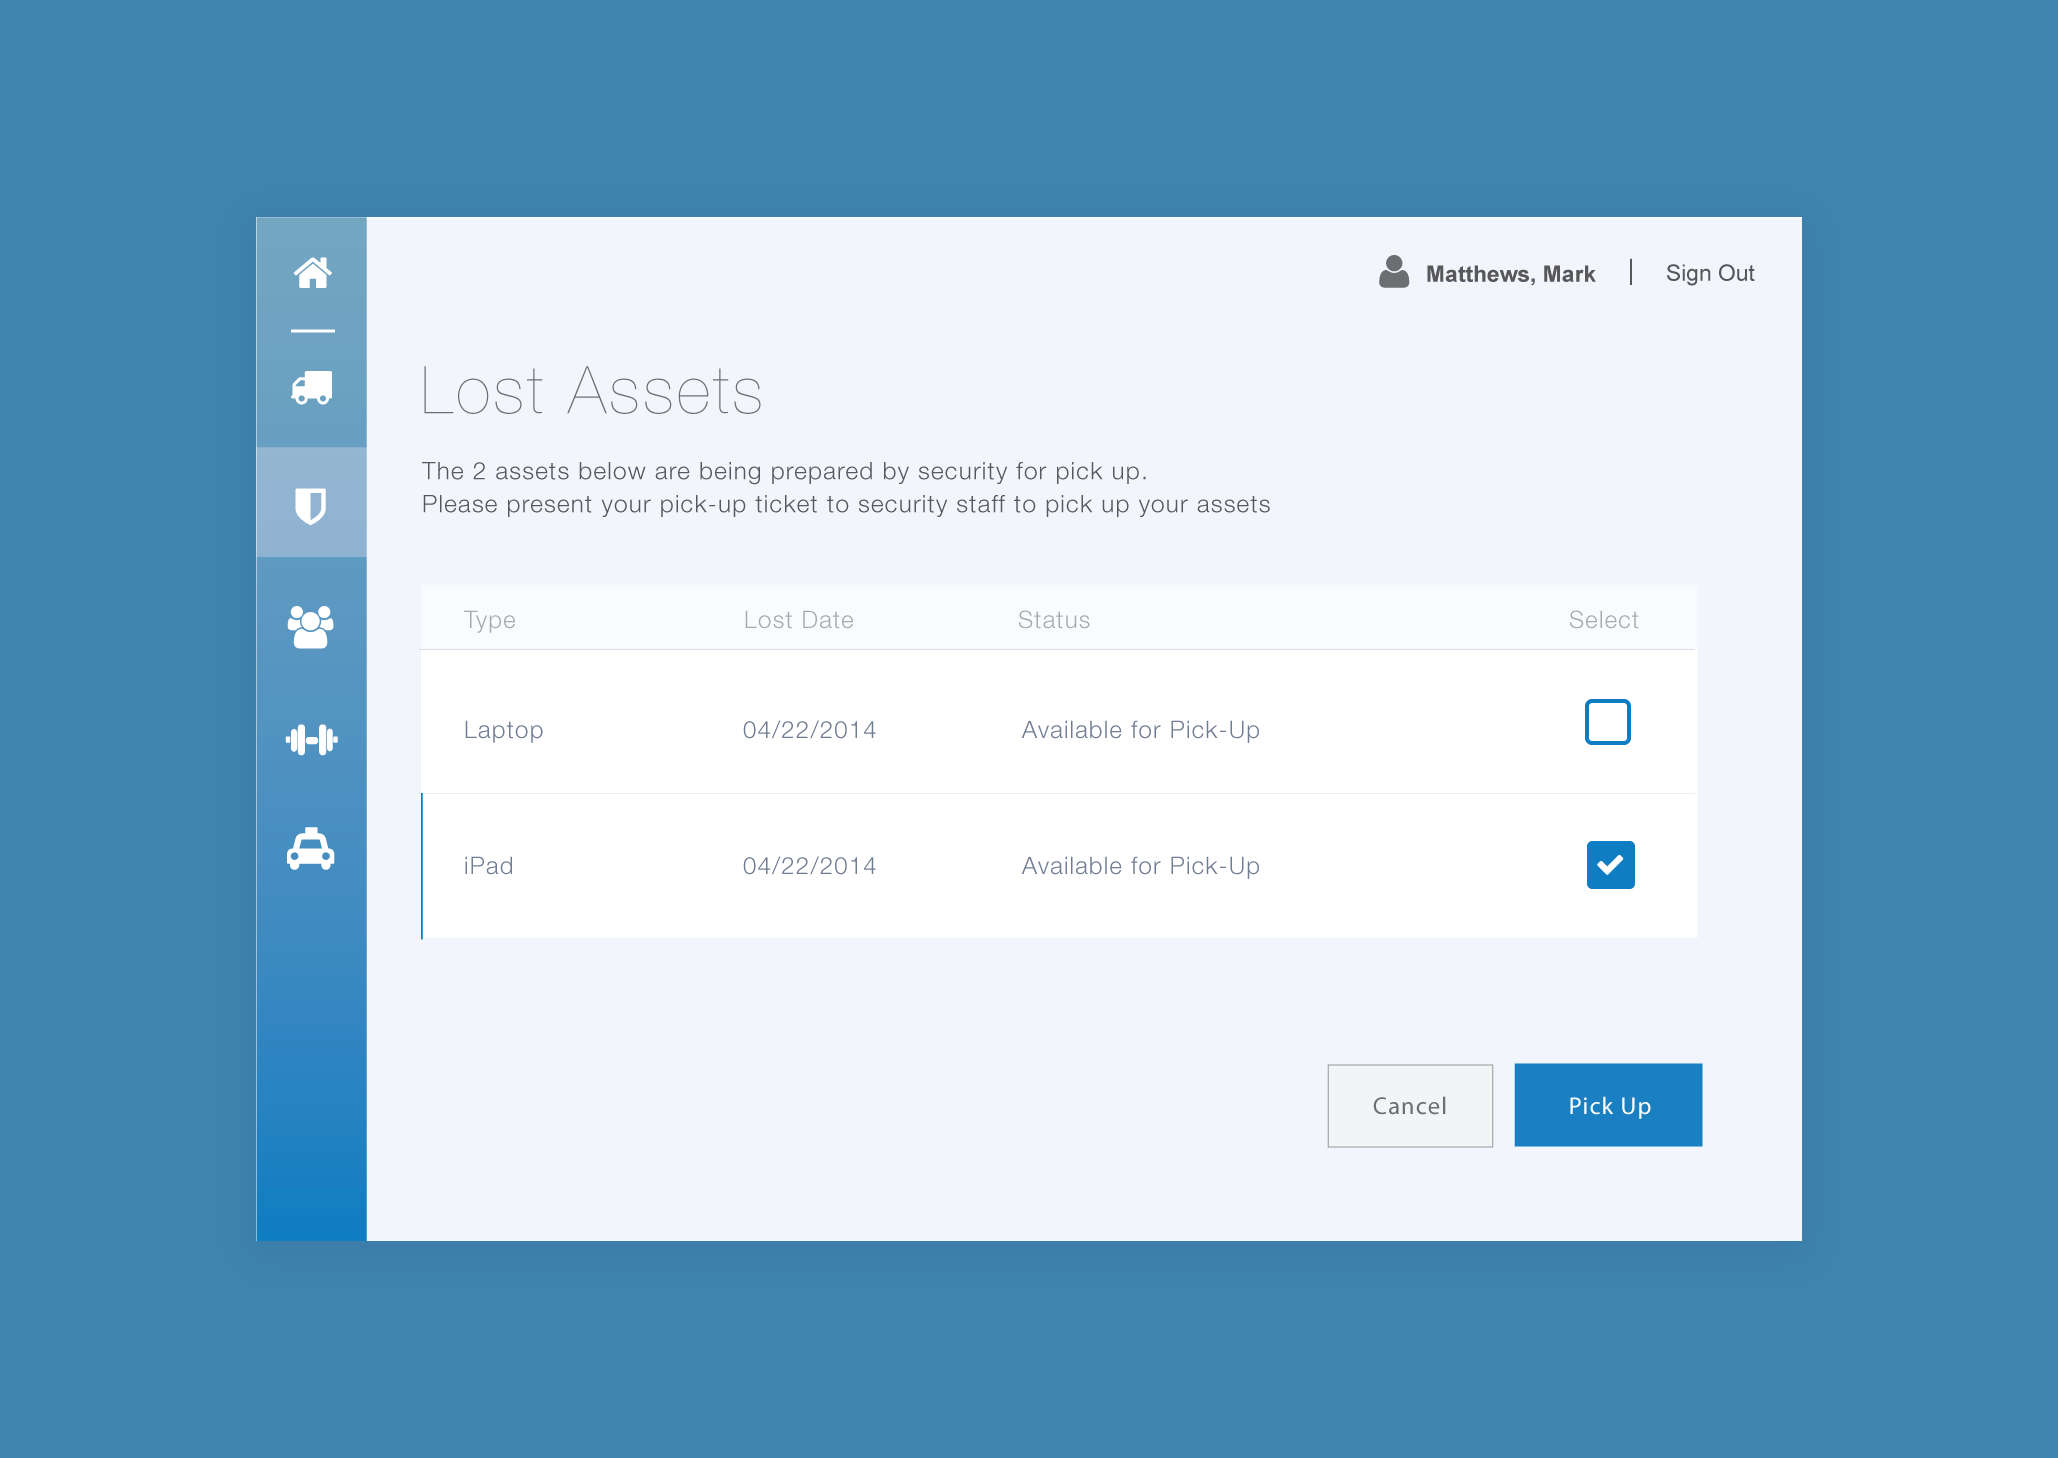 Matthews, Mark | Sign Out
Lost Assets
The 2 assets below are being prepared by security for pick up.
Please present your pick-up ticket to security staff to pick up your assets
Type Lost Date Status Select
Laptop 04/22/2014 Available for Pick-Up
iPad 04/22/2014 Available for Pick-Up
Cancel Pick Up